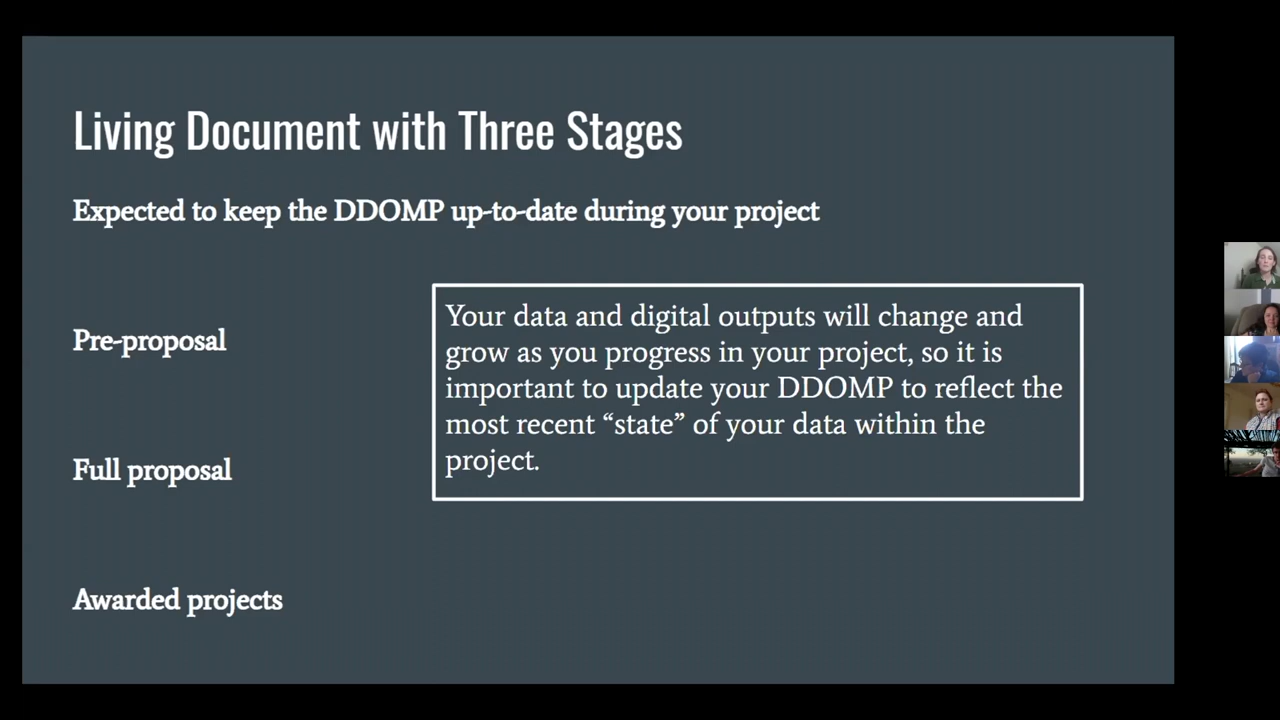 Living Document with Three Stages
Expected to keep the DDOMP up-to-date during your project
Pre-proposal
Full proposal
Awarded projects
Your data and digital outputs will change and
grow as you progress in your project, so it is
important to update your DDOMP to reflect the
most recent “state” of your data within the
project.